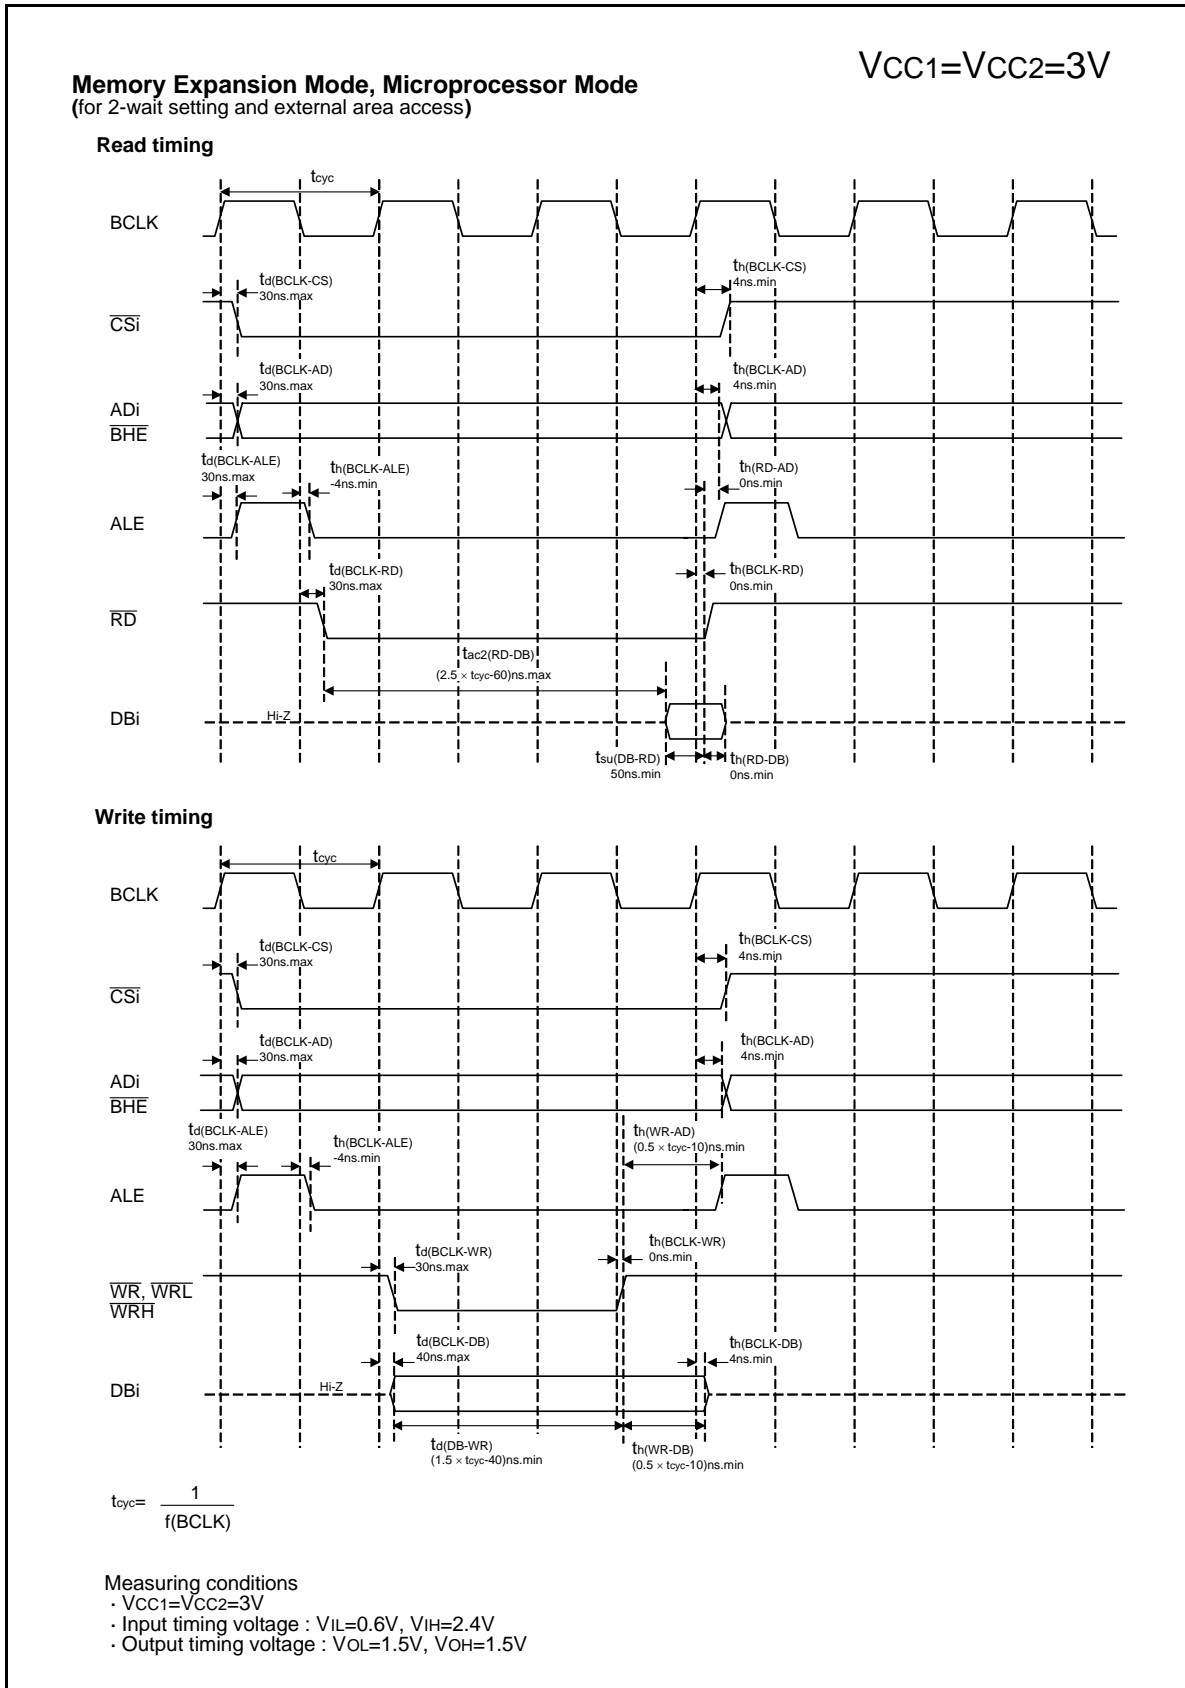 VCC1=VCC2=3V
Memory Expansion Mode, Microprocessor Mode
(for 2-wait setting and external area access)
Read timing
tcyc
BCLK
td(BCLK-CS)
30ns.max
th(BCLK-CS)
4ns.min
CSi
td(BCLK-AD)
30ns.max
th(BCLK-AD)
4ns.min
ADi
BHE
td(BCLK-ALE)
30ns.max
th(BCLK-ALE)
-4ns.min
th(RD-AD)
0ns.min
ALE
td(BCLK-RD)
30ns.max
th(BCLK-RD)
0ns.min
RD
tac2(RD-DB)
(2.5 × tcyc-60)ns.max
DBi
Hi-Z
tsu(DB-RD)
50ns.min
th(RD-DB)
0ns.min
Write timing
tcyc
BCLK
td(BCLK-CS)
30ns.max
th(BCLK-CS)
4ns.min
CSi
td(BCLK-AD)
30ns.max
th(BCLK-AD)
4ns.min
ADi
BHE
td(BCLK-ALE)
30ns.max
th(BCLK-ALE)
-4ns.min
th(WR-AD)
(0.5 × tcyc-10)ns.min
ALE
td(BCLK-WR)
30ns.max
th(BCLK-WR)
0ns.min
WR, WRL
WRH
td(BCLK-DB)
40ns.max
th(BCLK-DB)
4ns.min
DBi
Hi-Z
td(DB-WR)
(1.5 × tcyc-40)ns.min
th(WR-DB)
(0.5 × tcyc-10)ns.min
tcyc= 1
f(BCLK)
Measuring conditions
· VCC1=VCC2=3V
· Input timing voltage : VIL=0.6V, VIH=2.4V
· Output timing voltage : VOL=1.5V, VOH=1.5V